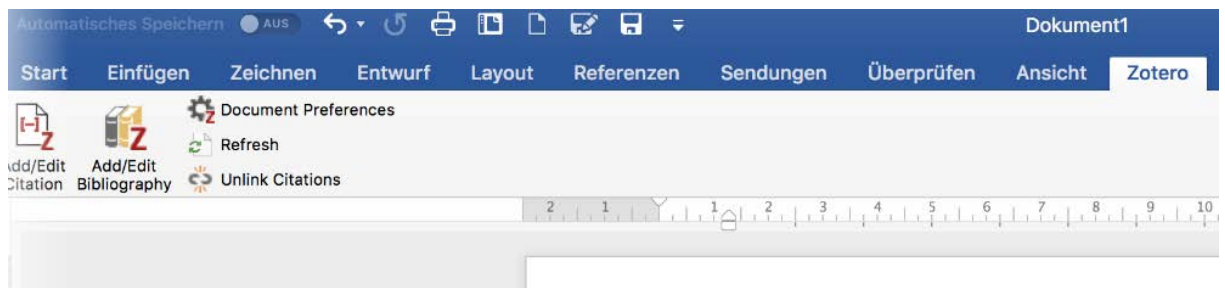 Automatisches Speichern AUS Dokument1
Start Einfügen Zeichnen Entwurf Layout Referenzen Sendungen Überprüfen Ansicht Zotero
Document Preferences
Refresh
Unlink Citations
Add/Edit Citation
Add/Edit Bibliography
2 1 1 2 3 4 5 6 7 8 9 10